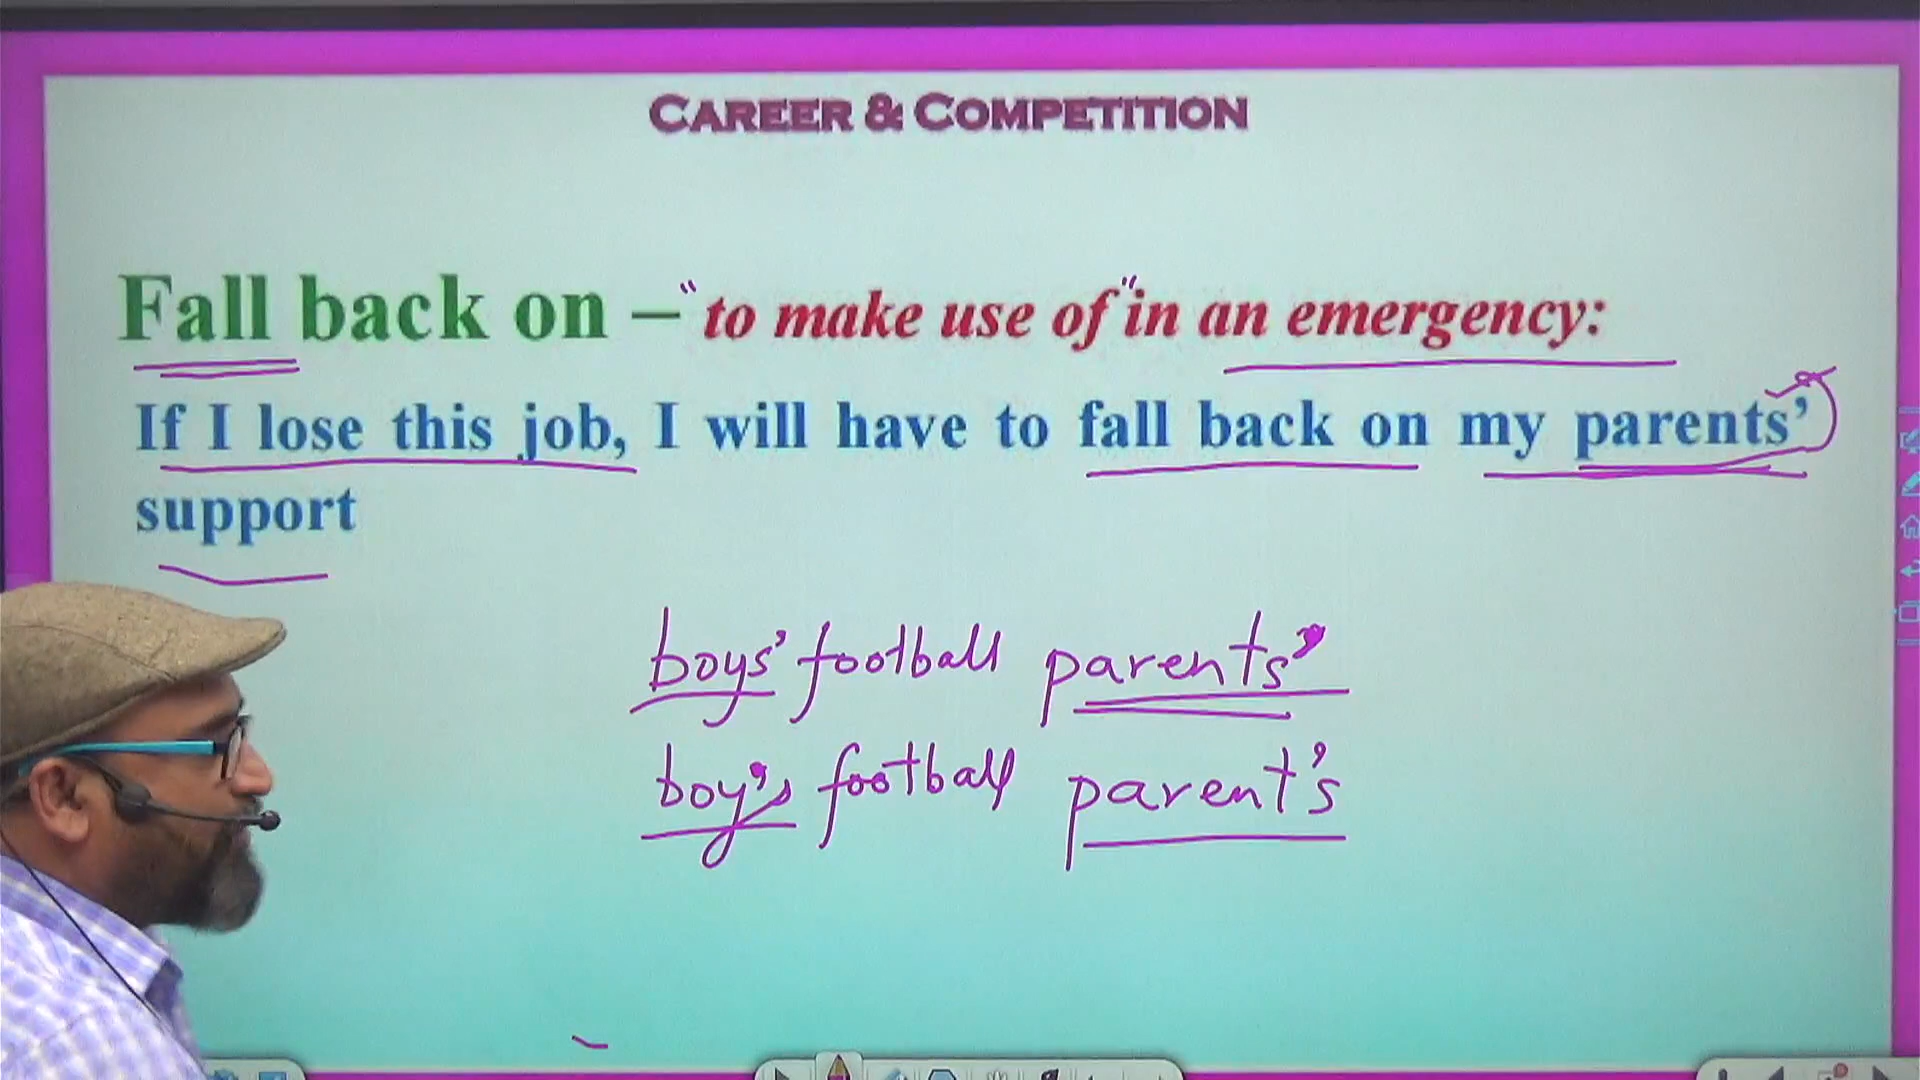 CAREER & COMPETITION
Fall back on – "to make use of" in an emergency:
If I lose this job, I will have to fall back on my parents’
support
boys' football parents'
boy's football parent's